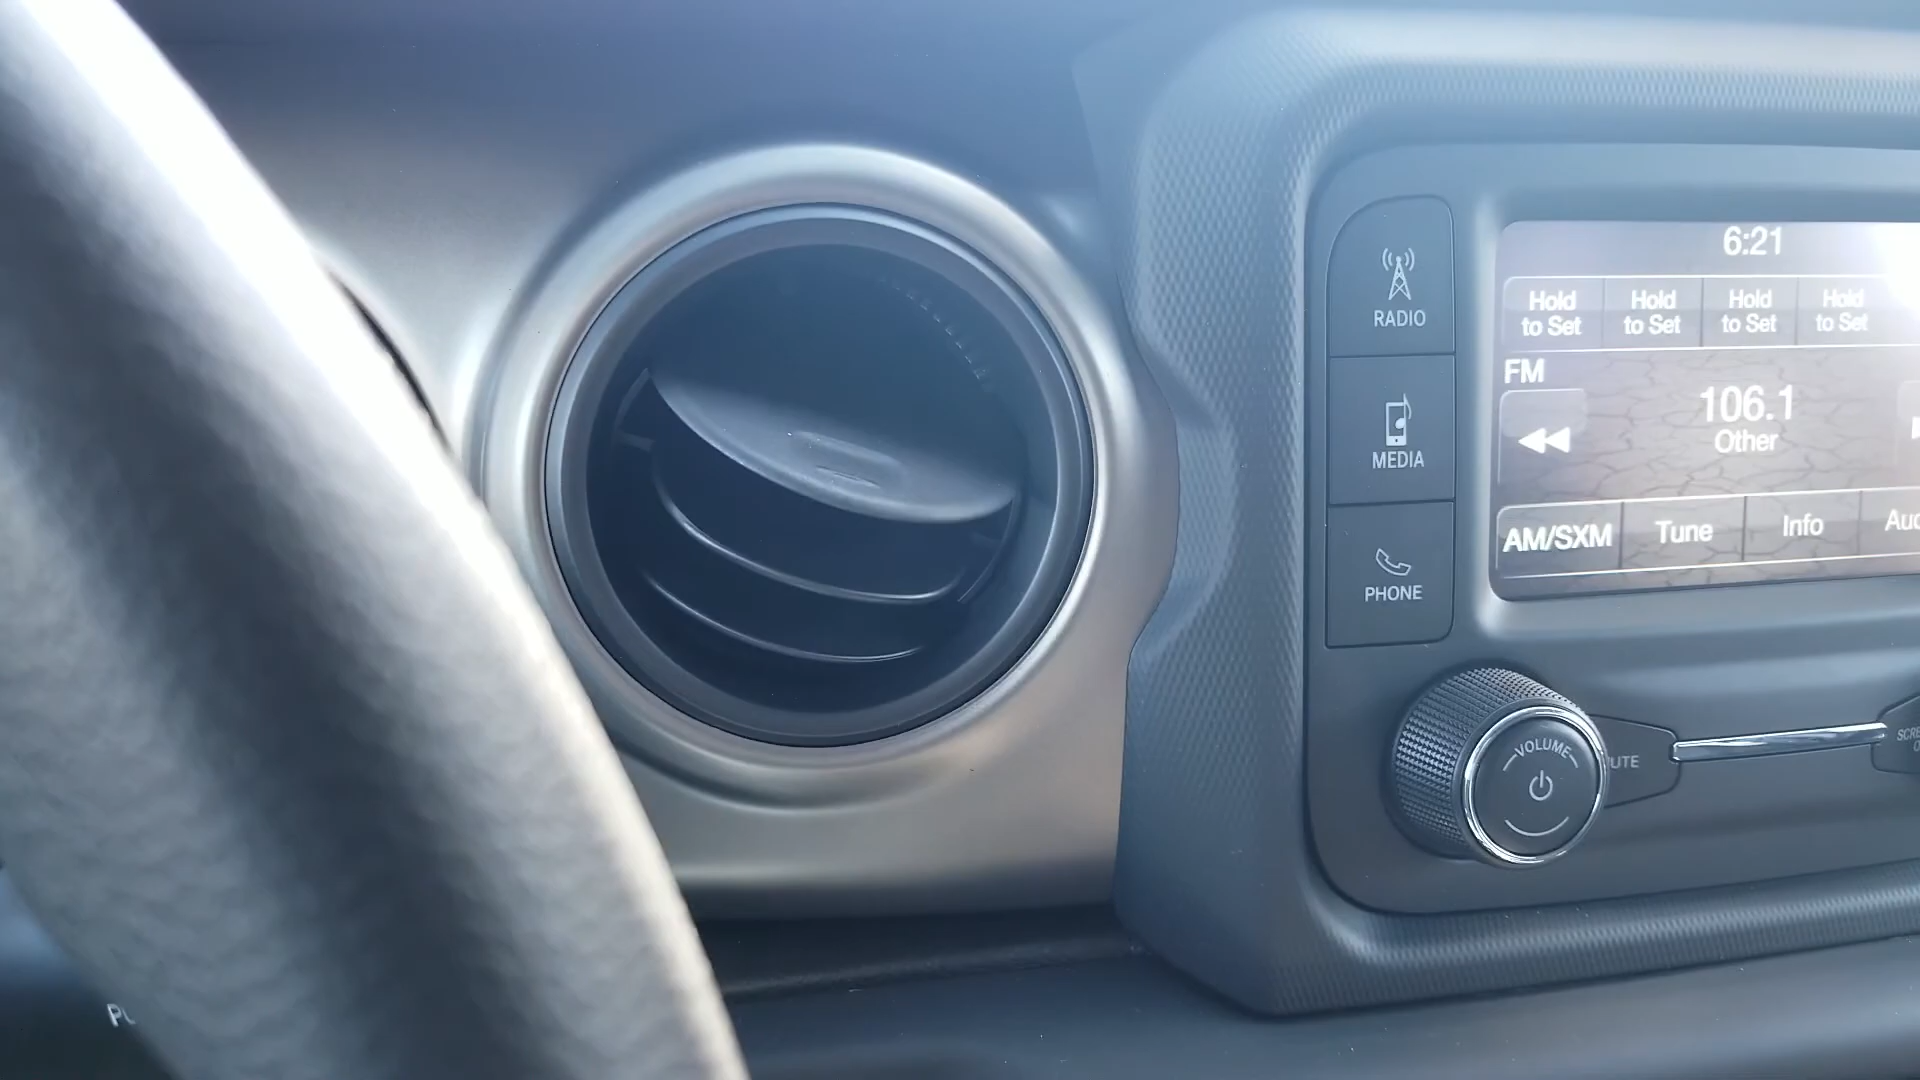 6:21
Hold Hold Hold Hold
to Set to Set to Set to Set
FM
106.1
Other
AM/SXM Tune Info
RADIO
MEDIA
PHONE
VOLUME